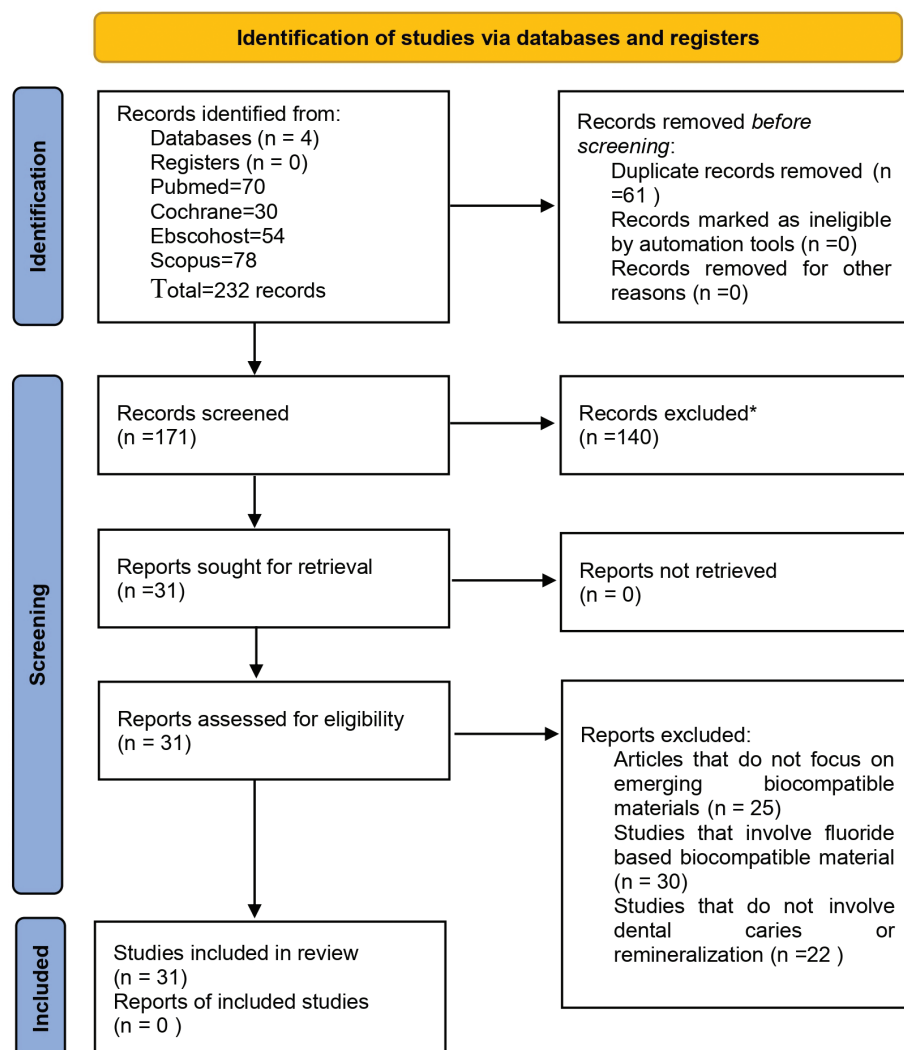 Identification of studies via databases and registers
Identification
Records identified from:
Databases (n = 4)
Registers (n = 0)
Pubmed=70
Cochrane=30
Ebscohost=54
Scopus=78
Total=232 records
Records removed before
screening:
Duplicate records removed (n
=61 )
Records marked as ineligible
by automation tools (n =0)
Records removed for other
reasons (n =0)
Screening
Records screened
(n =171)
Records excluded*
(n =140)
Reports sought for retrieval
(n =31)
Reports not retrieved
(n = 0)
Reports assessed for eligibility
(n = 31)
Reports excluded:
Articles that do not focus on
emerging biocompatible
materials (n = 25)
Studies that involve fluoride
based biocompatible material
(n = 30)
Studies that do not involve
dental caries or
remineralization (n =22 )
Included
Studies included in review
(n = 31)
Reports of included studies
(n = 0 )